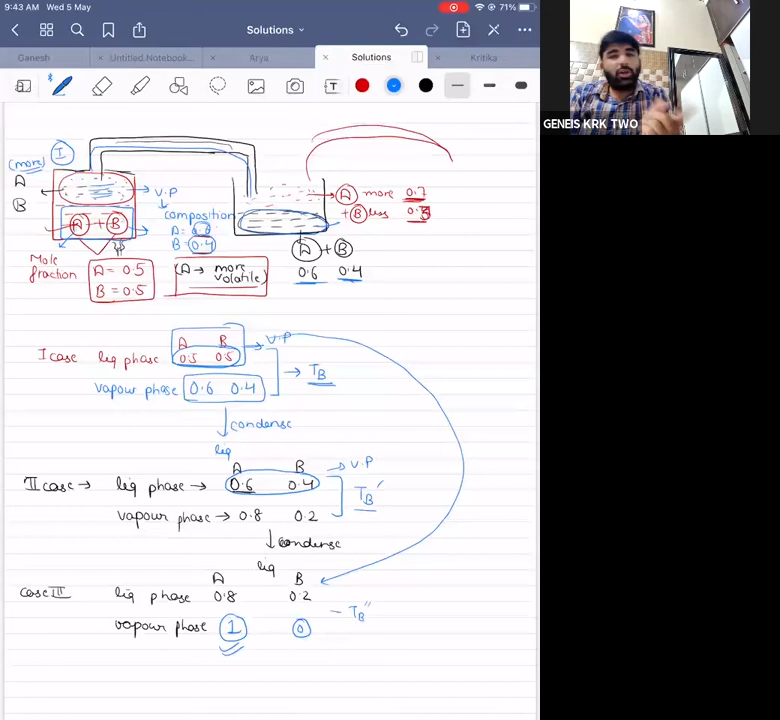 9:43 AM Wed 5 May
71%
Solutions
Ganesh
Untitled Notebook...
Arya
Solutions
Kritika
GENEIS KRK TWO
(more)
I
A
B
V.P
composition
A = 0.6
B = 0.4
A + B
Mole fraction
A = 0.5
B = 0.5
(A → more volatile)
A more 0.7
+ B less 0.3
A + B
0.6 0.4
A B → V.P
I case liq phase 0.5 0.5
vapour phase 0.6 0.4 → TB
condense
liq
A B → V.P
II case → liq phase → 0.6 0.4
TB'
vapour phase → 0.8 0.2
condense
liq
A B
case III liq phase 0.8 0.2
- TB''
vapour phase 1 0